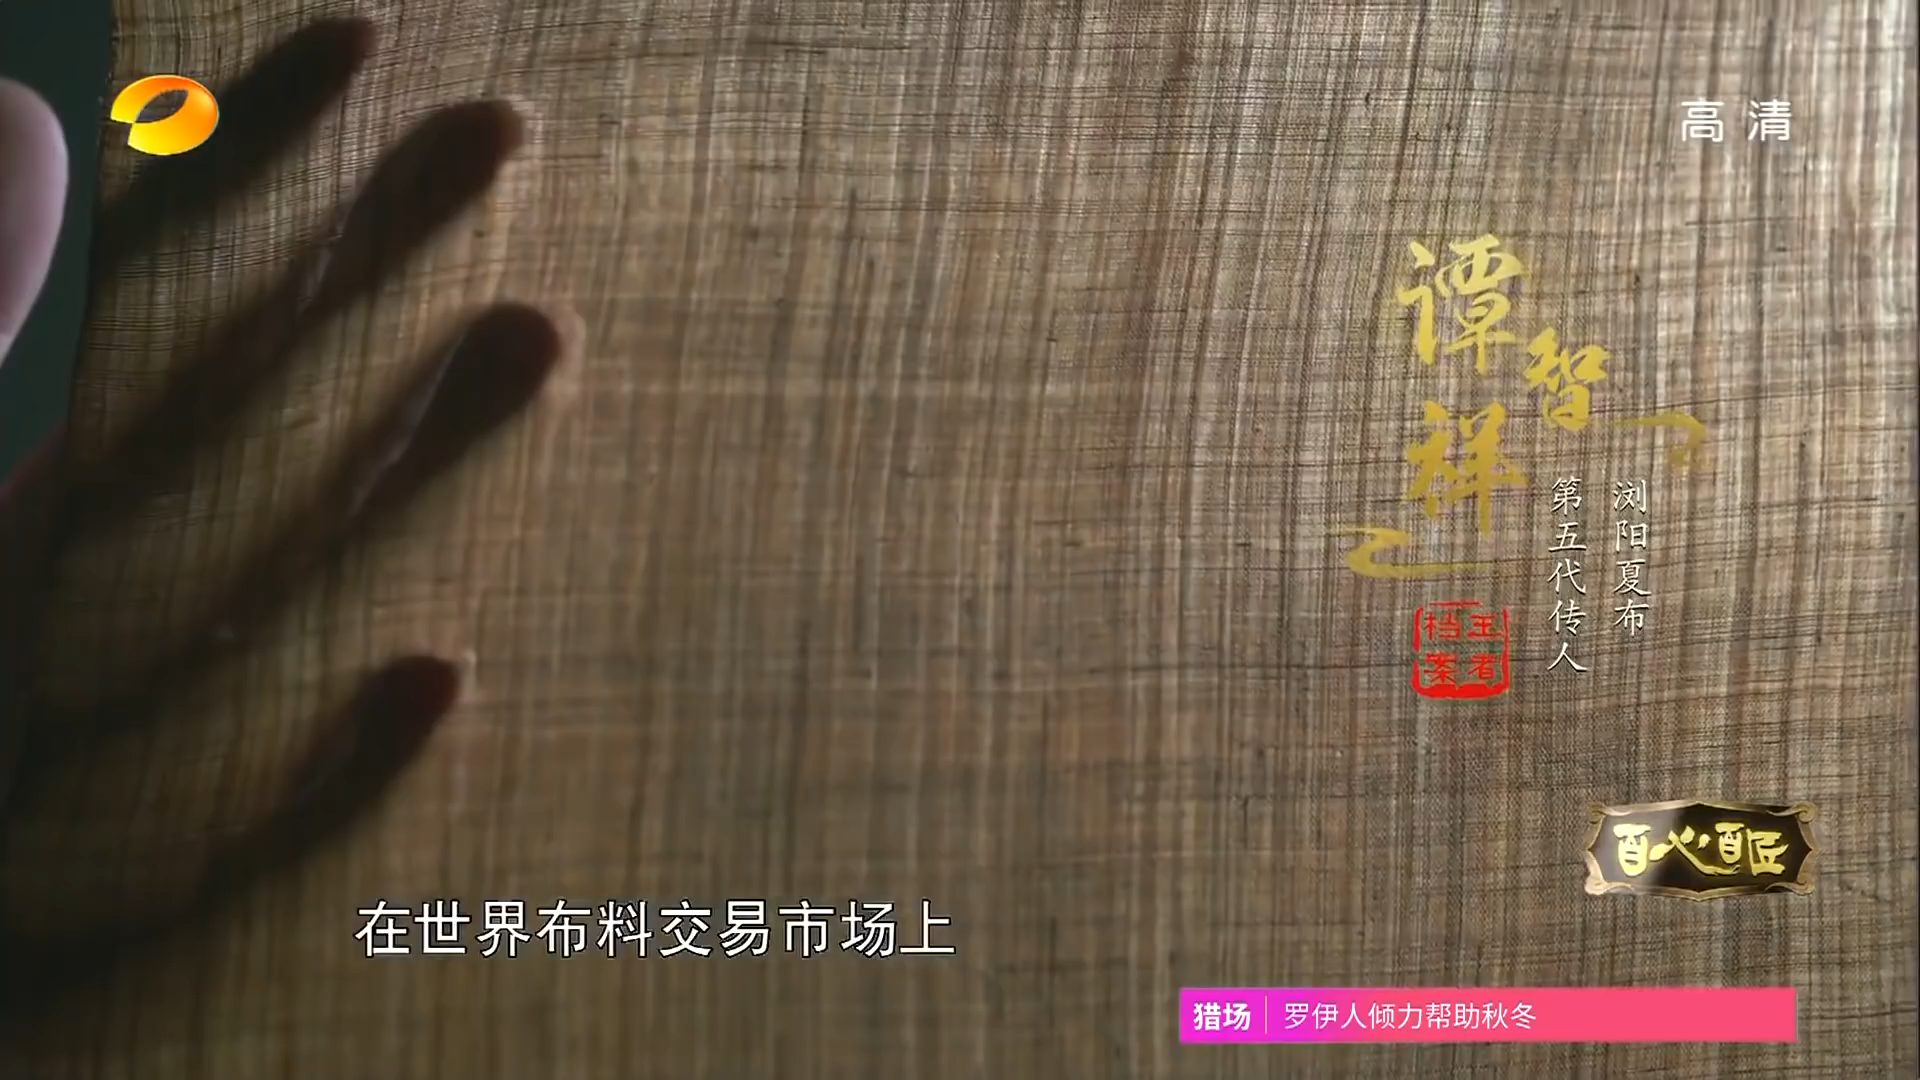 高清
谭智祥
浏阳夏布
第五代传人
王者
档案
百心百匠
在世界布料交易市场上
猎场 罗伊人倾力帮助秋冬